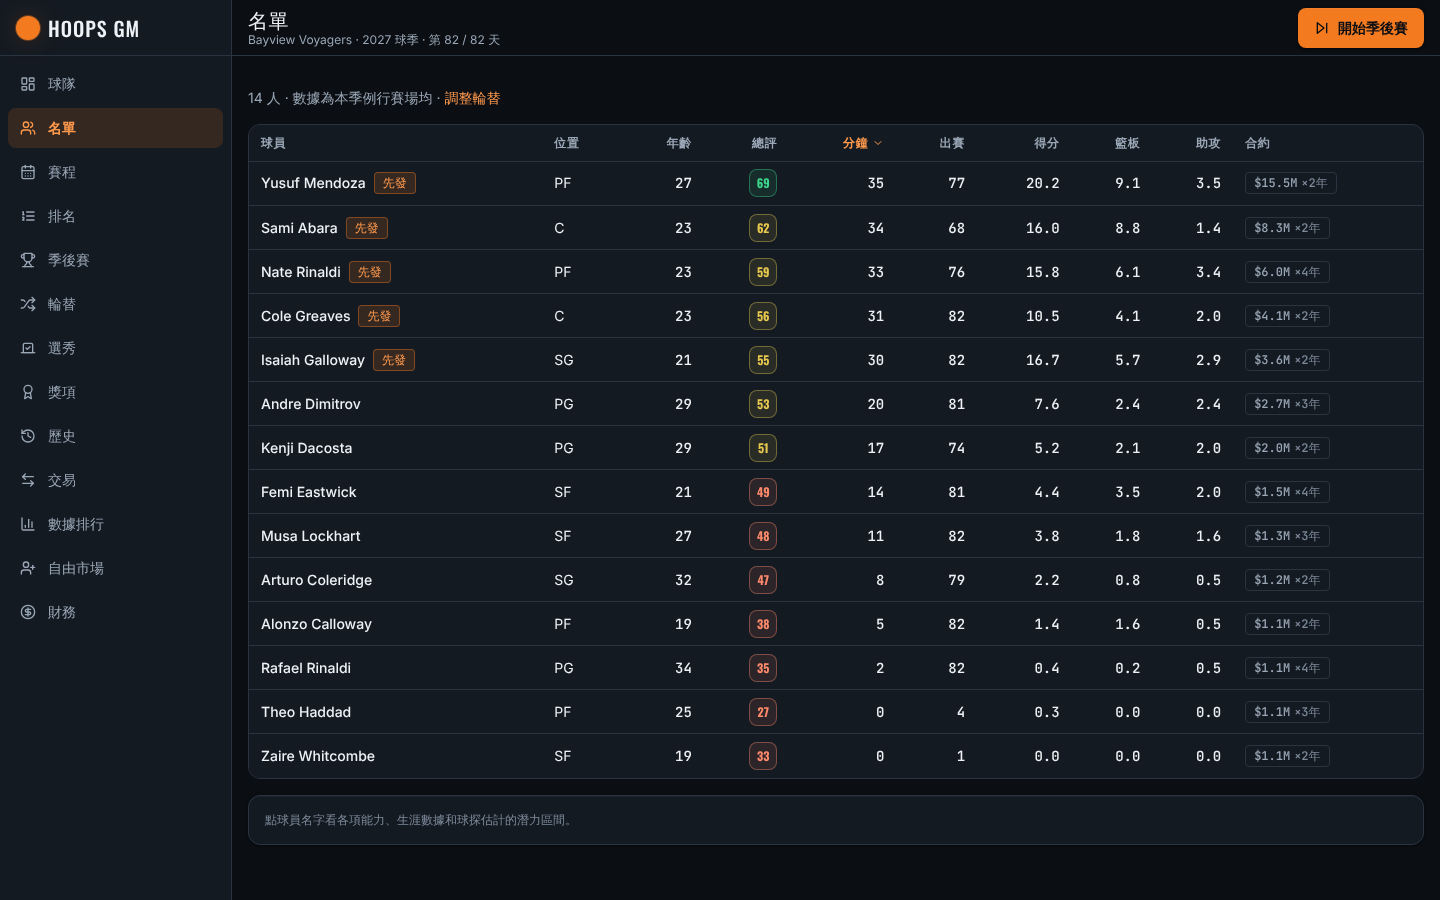 HOOPS GM
球隊
名單
賽程
排名
季後賽
輪替
選秀
獎項
歷史
交易
數據排行
自由市場
財務
名單
Bayview Voyagers · 2027 球季 · 第 82 / 82 天
開始季後賽
14 人 · 數據為本季例行賽場均 · 調整輪替
球員 位置 年齡 總評 分鐘 出賽 得分 籃板 助攻 合約
Yusuf Mendoza 先發 PF 27 69 35 77 20.2 9.1 3.5 $15.5M ×2年
Sami Abara 先發 C 23 62 34 68 16.0 8.8 1.4 $8.3M ×2年
Nate Rinaldi 先發 PF 23 59 33 76 15.8 6.1 3.4 $6.0M ×4年
Cole Greaves 先發 C 23 56 31 82 10.5 4.1 2.0 $4.1M ×2年
Isaiah Galloway 先發 SG 21 55 30 82 16.7 5.7 2.9 $3.6M ×2年
Andre Dimitrov PG 29 53 20 81 7.6 2.4 2.4 $2.7M ×3年
Kenji Dacosta PG 29 51 17 74 5.2 2.1 2.0 $2.0M ×2年
Femi Eastwick SF 21 49 14 81 4.4 3.5 2.0 $1.5M ×4年
Musa Lockhart SF 27 48 11 82 3.8 1.8 1.6 $1.3M ×3年
Arturo Coleridge SG 32 47 8 79 2.2 0.8 0.5 $1.2M ×2年
Alonzo Calloway PF 19 38 5 82 1.4 1.6 0.5 $1.1M ×2年
Rafael Rinaldi PG 34 35 2 82 0.4 0.2 0.5 $1.1M ×4年
Theo Haddad PF 25 27 0 4 0.3 0.0 0.0 $1.1M ×3年
Zaire Whitcombe SF 19 33 0 1 0.0 0.0 0.0 $1.1M ×2年
點球員名字看各項能力、生涯數據和球探估計的潛力區間。